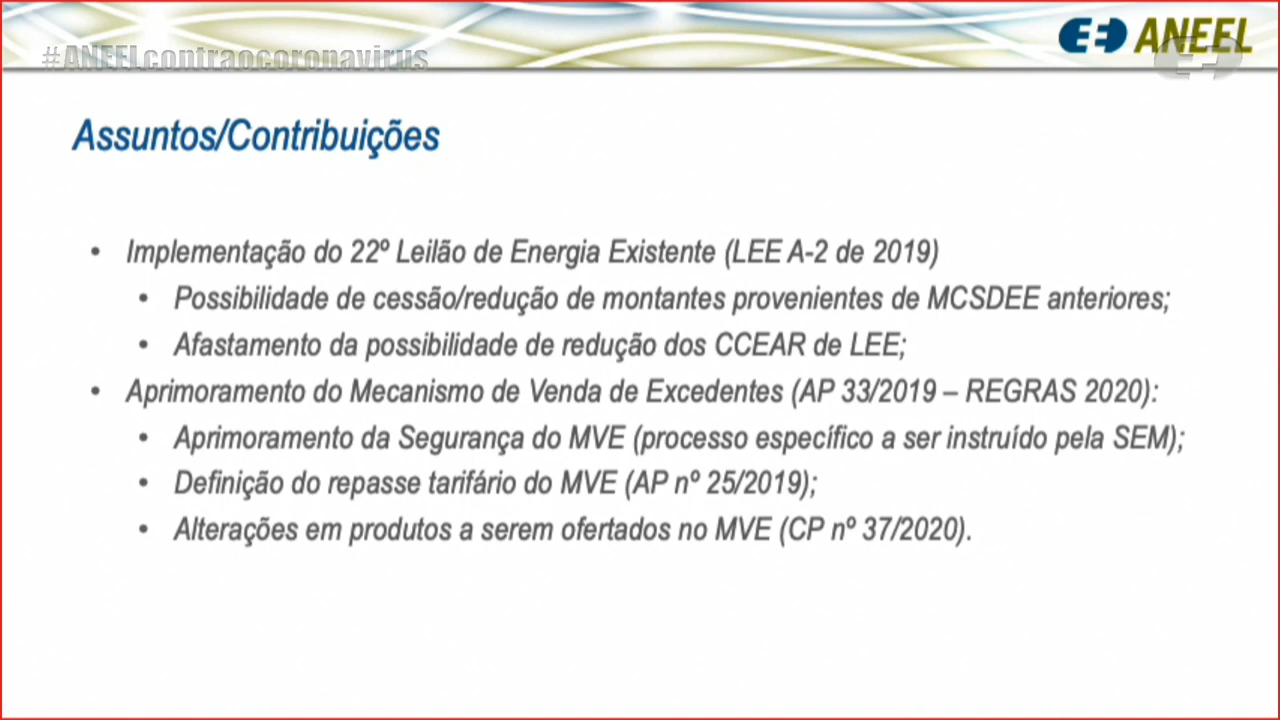 #ANEELcontraocoronavirus
ANEEL
Assuntos/Contribuições
• Implementação do 22º Leilão de Energia Existente (LEE A-2 de 2019)
• Possibilidade de cessão/redução de montantes provenientes de MCSDEE anteriores;
• Afastamento da possibilidade de redução dos CCEAR de LEE;
• Aprimoramento do Mecanismo de Venda de Excedentes (AP 33/2019 – REGRAS 2020):
• Aprimoramento da Segurança do MVE (processo específico a ser instruído pela SEM);
• Definição do repasse tarifário do MVE (AP nº 25/2019);
• Alterações em produtos a serem ofertados no MVE (CP nº 37/2020).